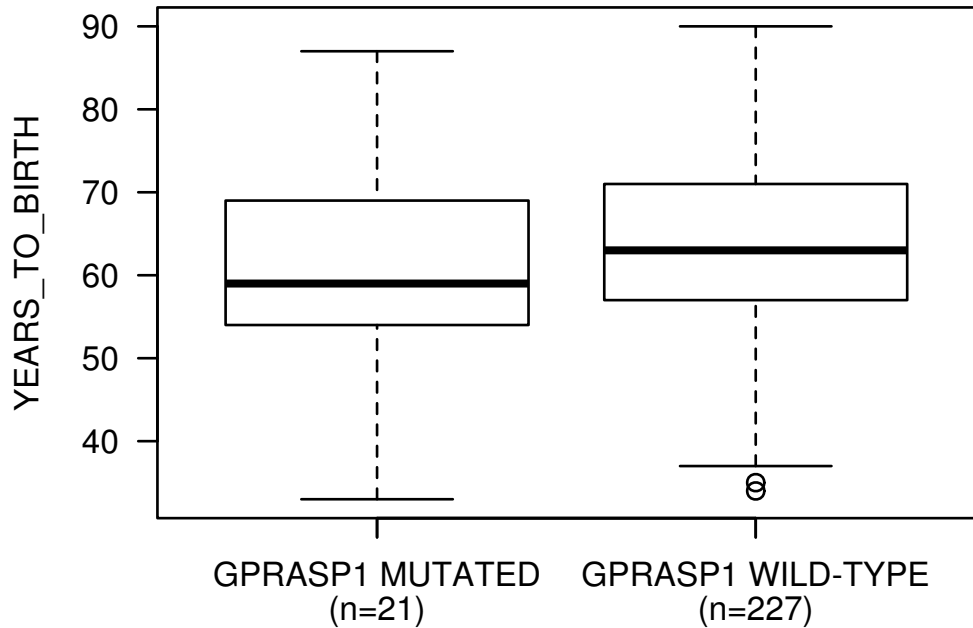 YEARS_TO_BIRTH
90
80
70
60
50
40
GPRASP1 MUTATED
(n=21)
GPRASP1 WILD-TYPE
(n=227)